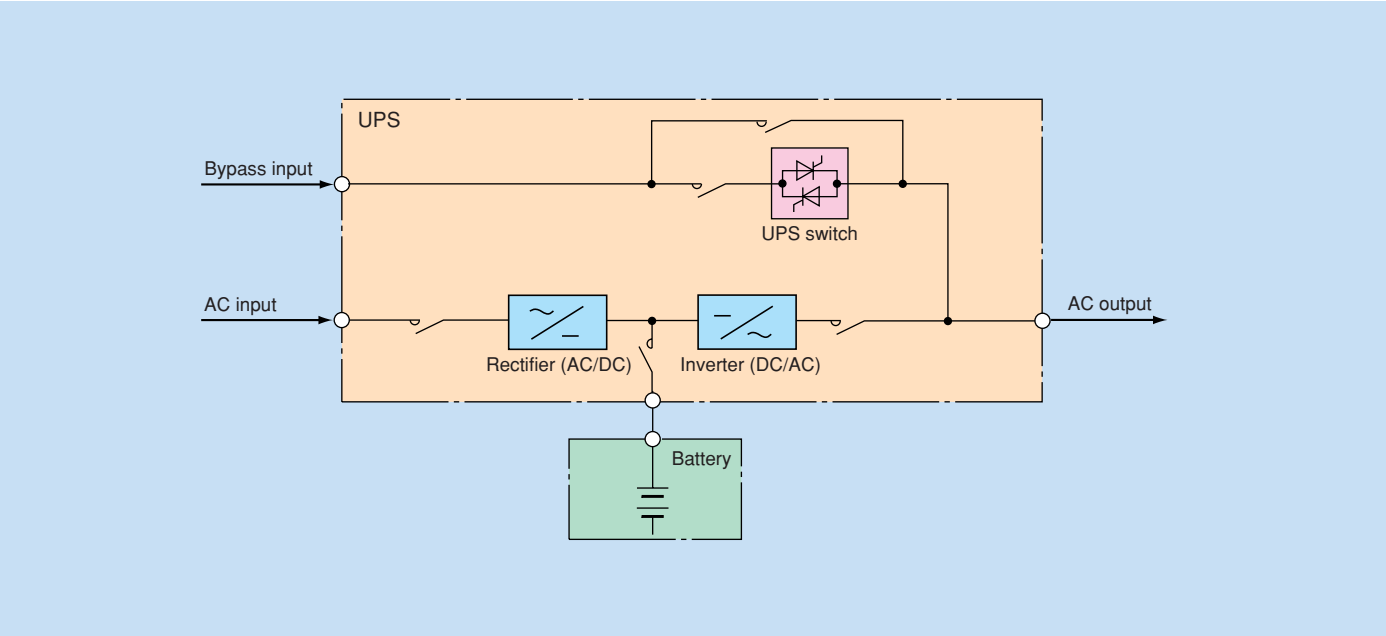 UPS
Bypass input
UPS switch
AC input
AC output
Rectifier (AC/DC)
Inverter (DC/AC)
Battery